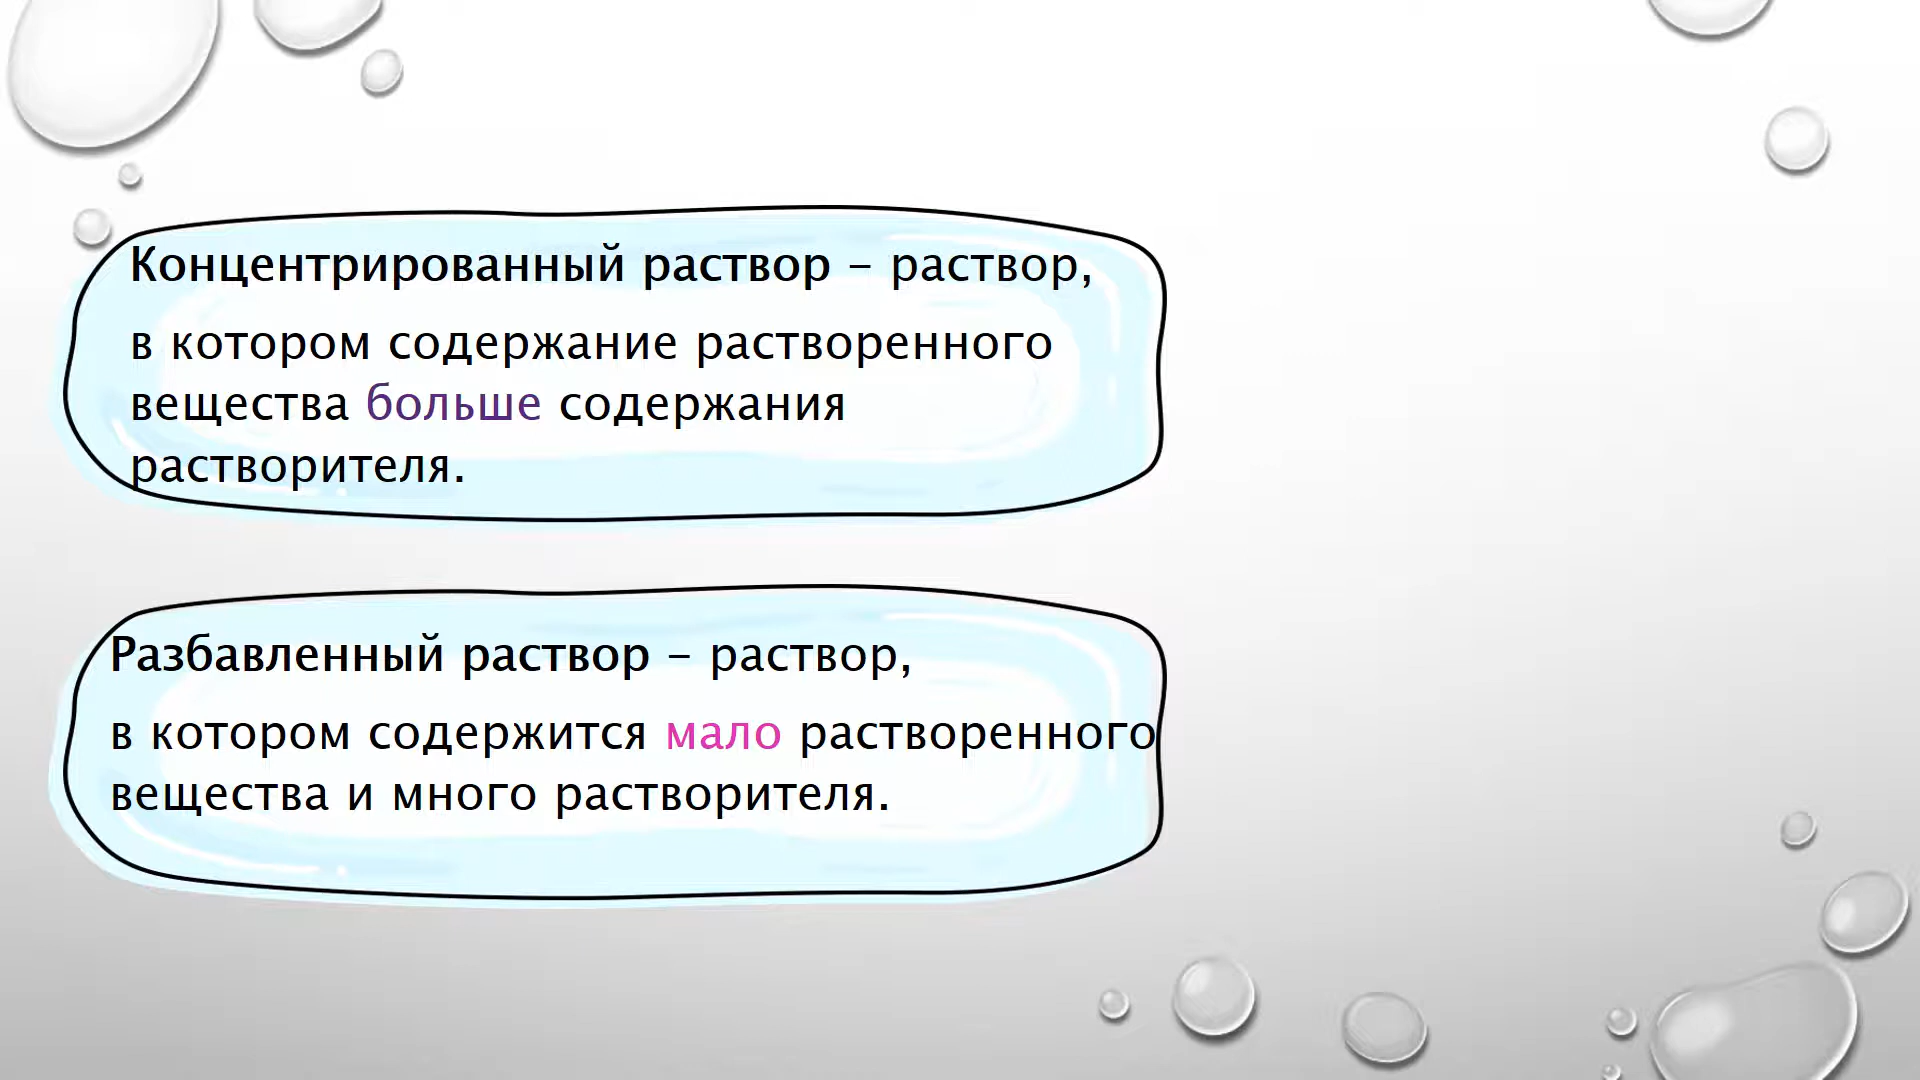 Концентрированный раствор – раствор,
в котором содержание растворенного
вещества больше содержания
растворителя.
Разбавленный раствор – раствор,
в котором содержится мало растворенного
вещества и много растворителя.